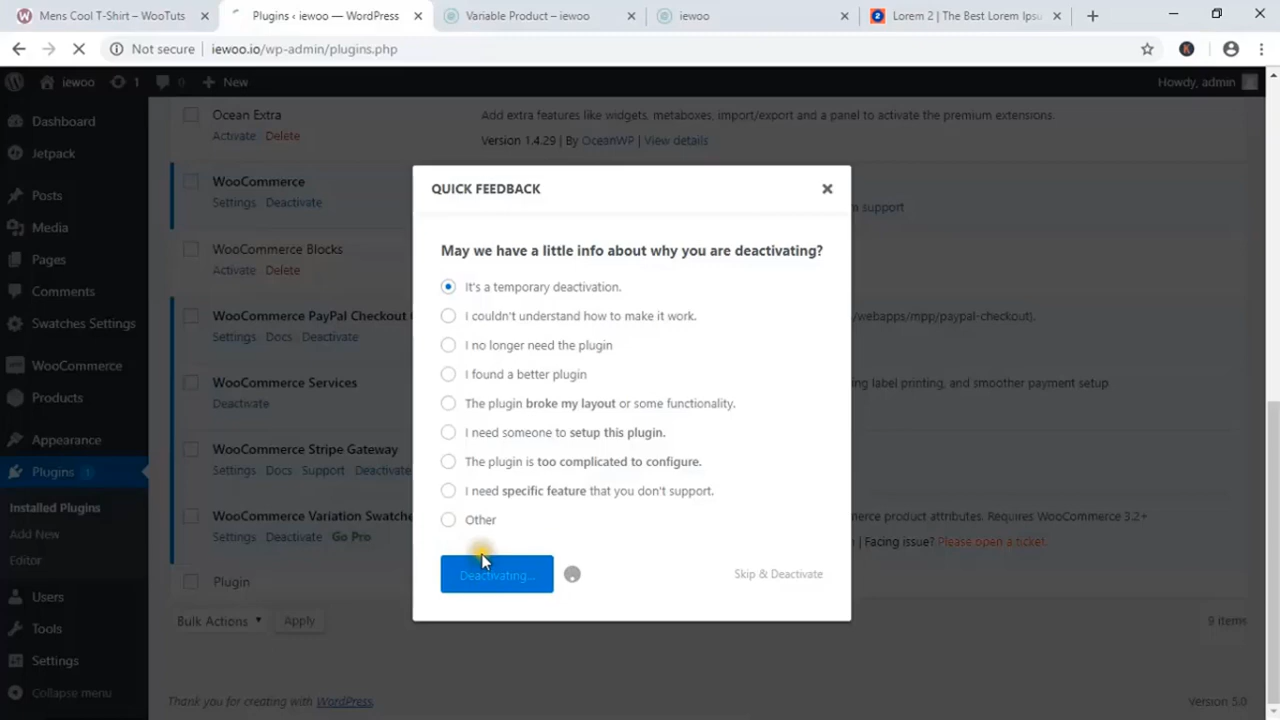 Mens Cool T-Shirt – WooTuts
Plugins ‹ iewoo — WordPress
Variable Product – iewoo
iewoo
Lorem 2 | The Best Lorem Ipsu
Not secure | iewoo.io/wp-admin/plugins.php
iewoo 1 0 + New Howdy, admin
Dashboard
Jetpack
Posts
Media
Pages
Comments
Swatches Settings
WooCommerce
Products
Appearance
Plugins 1
Installed Plugins
Add New
Editor
Users
Tools
Settings
Collapse menu
Ocean Extra
Activate Delete
Add extra features like widgets, metaboxes, import/export and a panel to activate the premium extensions.
Version 1.4.29 | By OceanWP | View details
WooCommerce
Settings Deactivate
support
WooCommerce Blocks
Activate Delete
WooCommerce PayPal Checkout
Settings Docs Deactivate
/webapps/mpp/paypal-checkout).
WooCommerce Services
Deactivate
label printing, and smoother payment setup
WooCommerce Stripe Gateway
Settings Docs Support Deactivate
WooCommerce Variation Swatche
Settings Deactivate Go Pro
product attributes. Requires WooCommerce 3.2+
| Facing issue? Please open a ticket.
Plugin
Bulk Actions Apply
9 items
Thank you for creating with WordPress.
Version 5.0
QUICK FEEDBACK
May we have a little info about why you are deactivating?
It's a temporary deactivation.
I couldn't understand how to make it work.
I no longer need the plugin
I found a better plugin
The plugin broke my layout or some functionality.
I need someone to setup this plugin.
The plugin is too complicated to configure.
I need specific feature that you don't support.
Other
Deactivating...
Skip & Deactivate